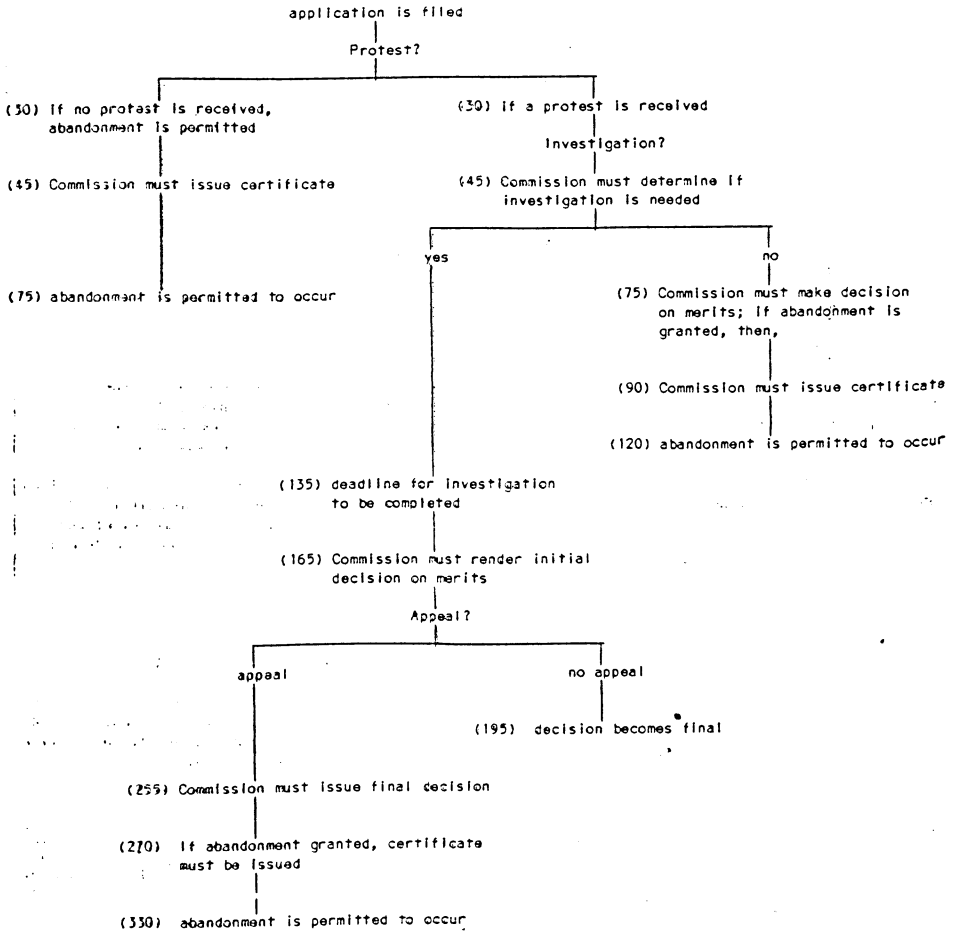 application is filed
Protest?
(30) if no protest is received,
abandonment is permitted
(30) if a protest is received
Investigation?
(45) Commission must issue certificate
(45) Commission must determine if
investigation is needed
yes
no
(75) abandonment is permitted to occur
(75) Commission must make decision
on merits; if abandonment is
granted, then,
(90) Commission must issue certificate
(120) abandonment is permitted to occur
(135) deadline for investigation
to be completed
(165) Commission must render initial
decision on merits
Appeal?
appeal
no appeal
(195) decision becomes final
(255) Commission must issue final decision
(270) if abandonment granted, certificate
must be issued
(330) abandonment is permitted to occur